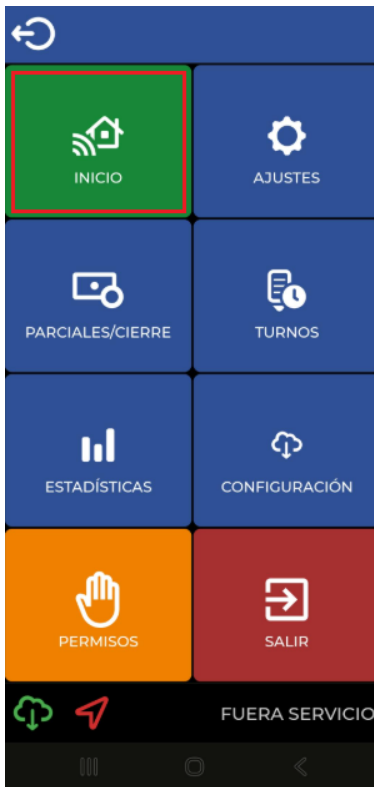 INICIO
AJUSTES
PARCIALES/CIERRE
TURNOS
ESTADÍSTICAS
CONFIGURACIÓN
PERMISOS
SALIR
FUERA SERVICIO